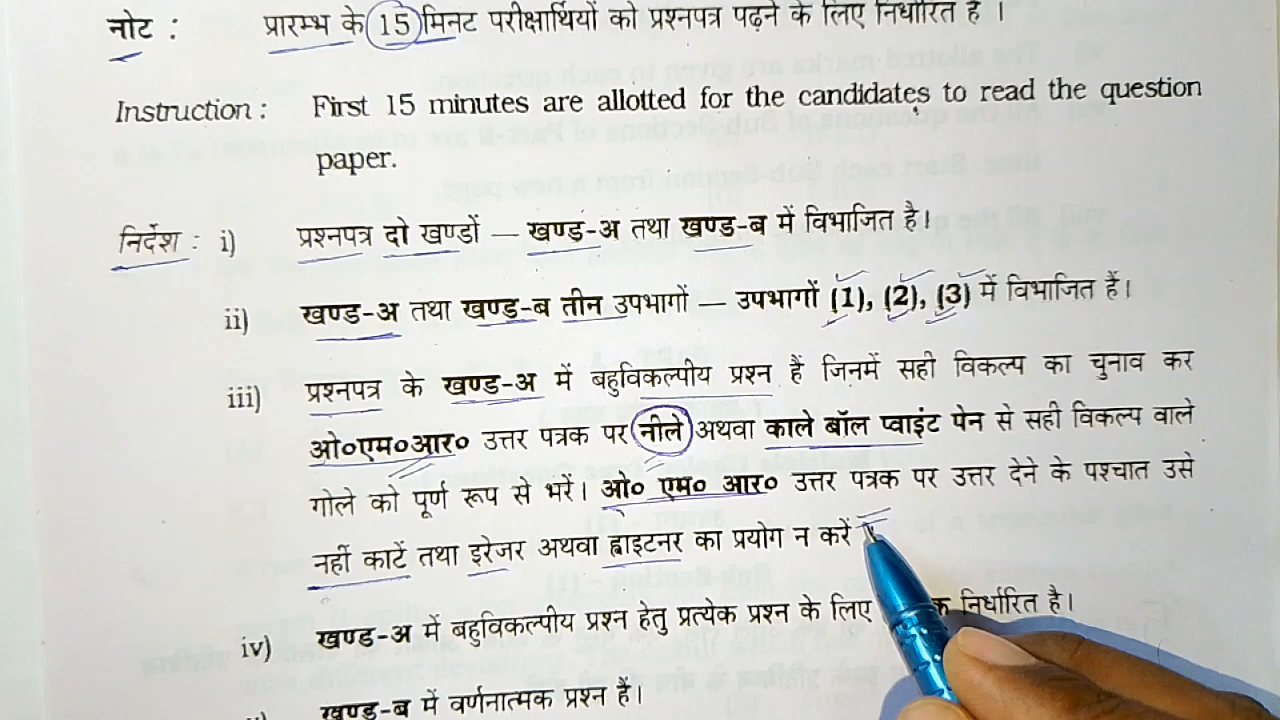 नोट : प्रारम्भ के 15 मिनट परीक्षार्थियों को प्रश्नपत्र पढ़ने के लिए निर्धारित है ।
Instruction : First 15 minutes are allotted for the candidates to read the question
paper.
निर्देश : i) प्रश्नपत्र दो खण्डों — खण्ड-अ तथा खण्ड-ब में विभाजित है।
ii) खण्ड-अ तथा खण्ड-ब तीन उपभागों — उपभागों (1), (2), (3) में विभाजित हैं।
iii) प्रश्नपत्र के खण्ड-अ में बहुविकल्पीय प्रश्न हैं जिनमें सही विकल्प का चुनाव कर
ओ०एम०आर० उत्तर पत्रक पर नीले अथवा काले बॉल प्वाइंट पेन से सही विकल्प वाले
गोले को पूर्ण रूप से भरें। ओ० एम० आर० उत्तर पत्रक पर उत्तर देने के पश्चात उसे
नहीं काटें तथा इरेजर अथवा ह्वाइटनर का प्रयोग न करें
iv) खण्ड-अ में बहुविकल्पीय प्रश्न हेतु प्रत्येक प्रश्न के लिए निर्धारित है।
खण्ड-ब में वर्णनात्मक प्रश्न हैं।